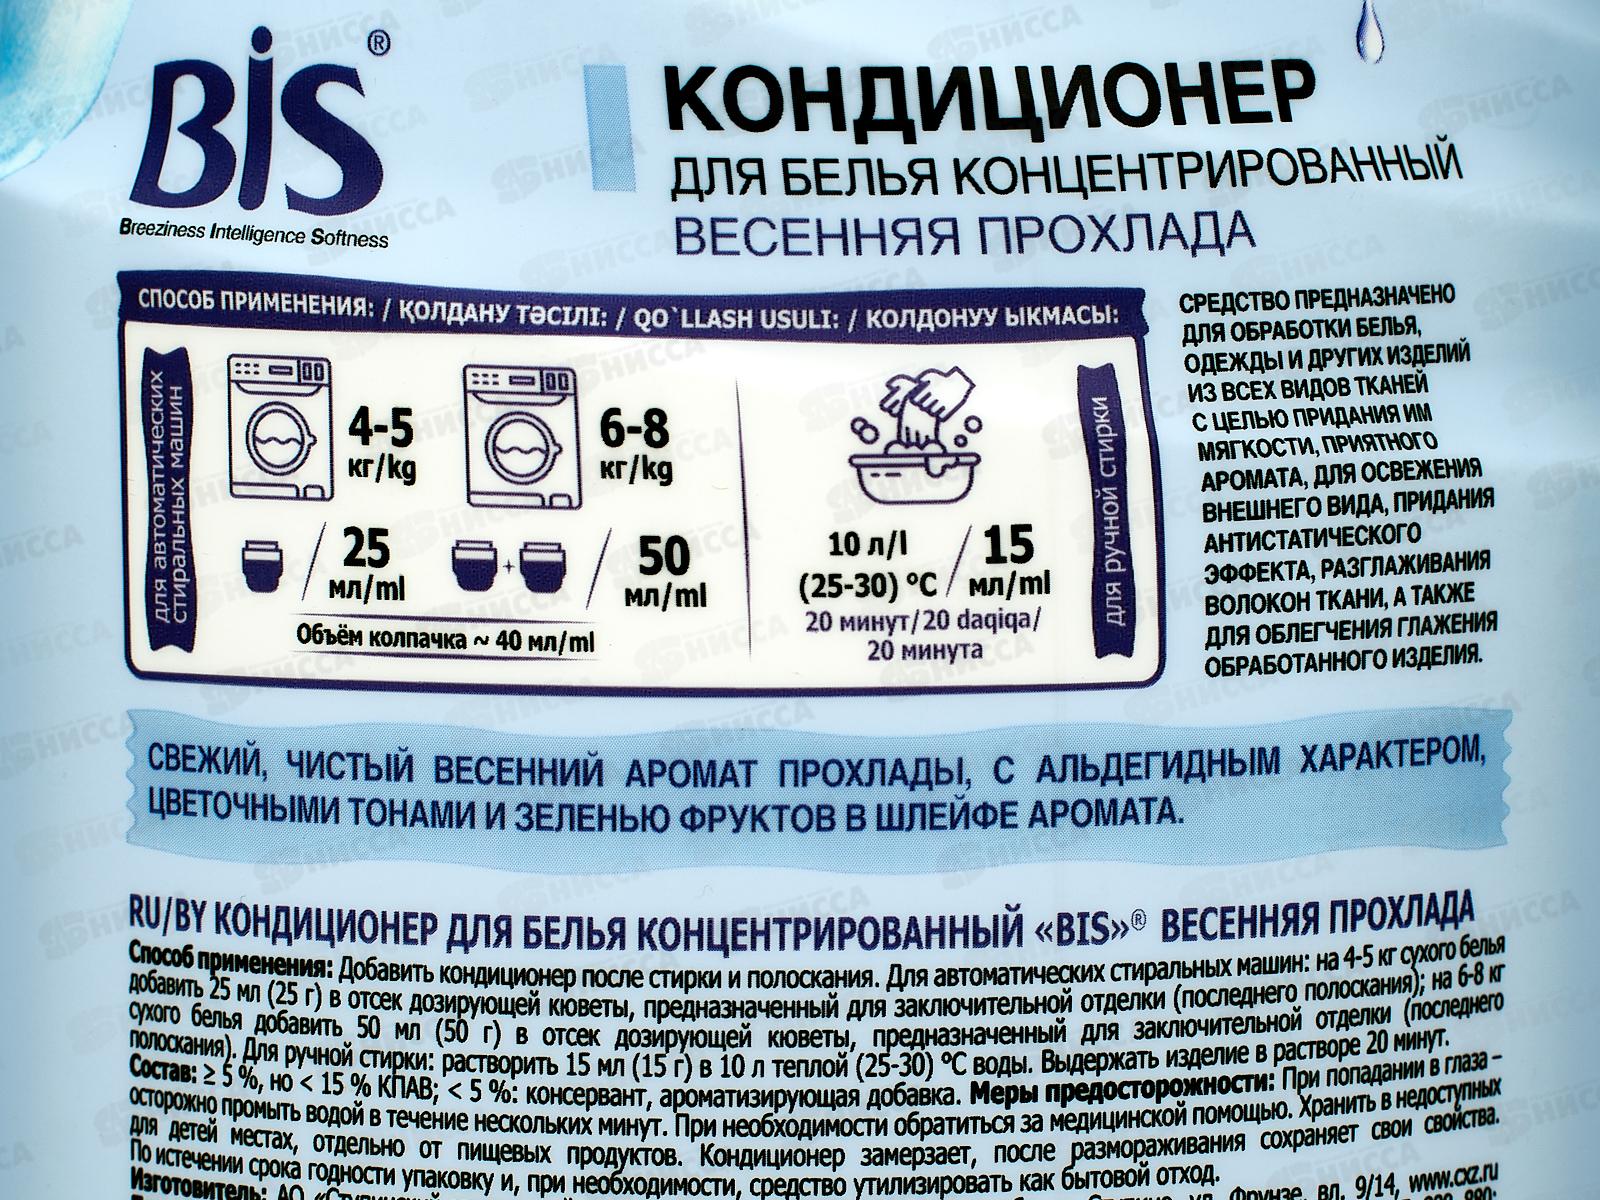 BiS®
Breeziness Intelligence Softness
КОНДИЦИОНЕР
ДЛЯ БЕЛЬЯ КОНЦЕНТРИРОВАННЫЙ
ВЕСЕННЯЯ ПРОХЛАДА
СПОСОБ ПРИМЕНЕНИЯ: / ҚОЛДАНУ ТӘСІЛІ: / QO`LLASH USULI: / КОЛДОНУУ ЫКМАСЫ:
для автоматических
стиральных машин
4-5
кг/kg
6-8
кг/kg
25
мл/ml
+
50
мл/ml
Объём колпачка ~ 40 мл/ml
10 л/l
(25-30) °C
15
мл/ml
20 минут/20 daqiqa/
20 минута
для ручной стирки
СРЕДСТВО ПРЕДНАЗНАЧЕНО
ДЛЯ ОБРАБОТКИ БЕЛЬЯ,
ОДЕЖДЫ И ДРУГИХ ИЗДЕЛИЙ
ИЗ ВСЕХ ВИДОВ ТКАНЕЙ
С ЦЕЛЬЮ ПРИДАНИЯ ИМ
МЯГКОСТИ, ПРИЯТНОГО
АРОМАТА, ДЛЯ ОСВЕЖЕНИЯ
ВНЕШНЕГО ВИДА, ПРИДАНИЯ
АНТИСТАТИЧЕСКОГО
ЭФФЕКТА, РАЗГЛАЖИВАНИЯ
ВОЛОКОН ТКАНИ, А ТАКЖЕ
ДЛЯ ОБЛЕГЧЕНИЯ ГЛАЖЕНИЯ
ОБРАБОТАННОГО ИЗДЕЛИЯ.
СВЕЖИЙ, ЧИСТЫЙ ВЕСЕННИЙ АРОМАТ ПРОХЛАДЫ, С АЛЬДЕГИДНЫМ ХАРАКТЕРОМ,
ЦВЕТОЧНЫМИ ТОНАМИ И ЗЕЛЕНЬЮ ФРУКТОВ В ШЛЕЙФЕ АРОМАТА.
RU/BY КОНДИЦИОНЕР ДЛЯ БЕЛЬЯ КОНЦЕНТРИРОВАННЫЙ «BIS»® ВЕСЕННЯЯ ПРОХЛАДА
Способ применения: Добавить кондиционер после стирки и полоскания. Для автоматических стиральных машин: на 4-5 кг сухого белья
добавить 25 мл (25 г) в отсек дозирующей кюветы, предназначенный для заключительной отделки (последнего полоскания); на 6-8 кг
сухого белья добавить 50 мл (50 г) в отсек дозирующей кюветы, предназначенный для заключительной отделки (последнего
полоскания). Для ручной стирки: растворить 15 мл (15 г) в 10 л теплой (25-30) °C воды. Выдержать изделие в растворе 20 минут.
Состав: ≥ 5 %, но < 15 % КПАВ; < 5 %: консервант, ароматизирующая добавка. Меры предосторожности: При попадании в глаза –
осторожно промыть водой в течение нескольких минут. При необходимости обратиться за медицинской помощью. Хранить в недоступных
для детей местах, отдельно от пищевых продуктов. Кондиционер замерзает, после размораживания сохраняет свои свойства.
По истечении срока годности упаковку и, при необходимости, средство утилизировать как бытовой отход.
Изготовитель: АО «Ступинский ул. Фрунзе, вл. 9/14, www.cxz.ru